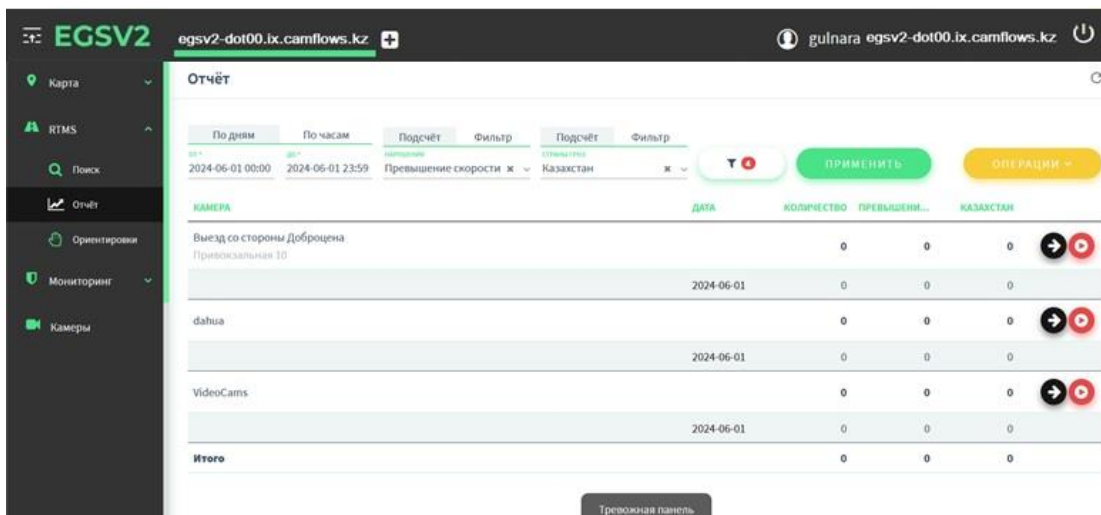 EGSV2
egsv2-dot00.ix.camflows.kz
gulnara egsv2-dot00.ix.camflows.kz
Карта
RTMS
Поиск
Отчёт
Ориентировки
Мониторинг
Камеры
Отчёт
По дням По часам Подсчёт Фильтр Подсчёт Фильтр
2024-06-01 00:00 2024-06-01 23:59 Превышение скорости Казахстан 4 ПРИМЕНИТЬ ОПЕРАЦИИ
КАМЕРА ДАТА КОЛИЧЕСТВО ПРЕВЫШЕНИ... КАЗАХСТАН
Выезд со стороны Доброцена 0 0 0
Привокзальная 10
2024-06-01 0 0 0
dahua 0 0 0
2024-06-01 0 0 0
VideoCams 0 0 0
2024-06-01 0 0 0
Итого 0 0 0
Тревожная панель